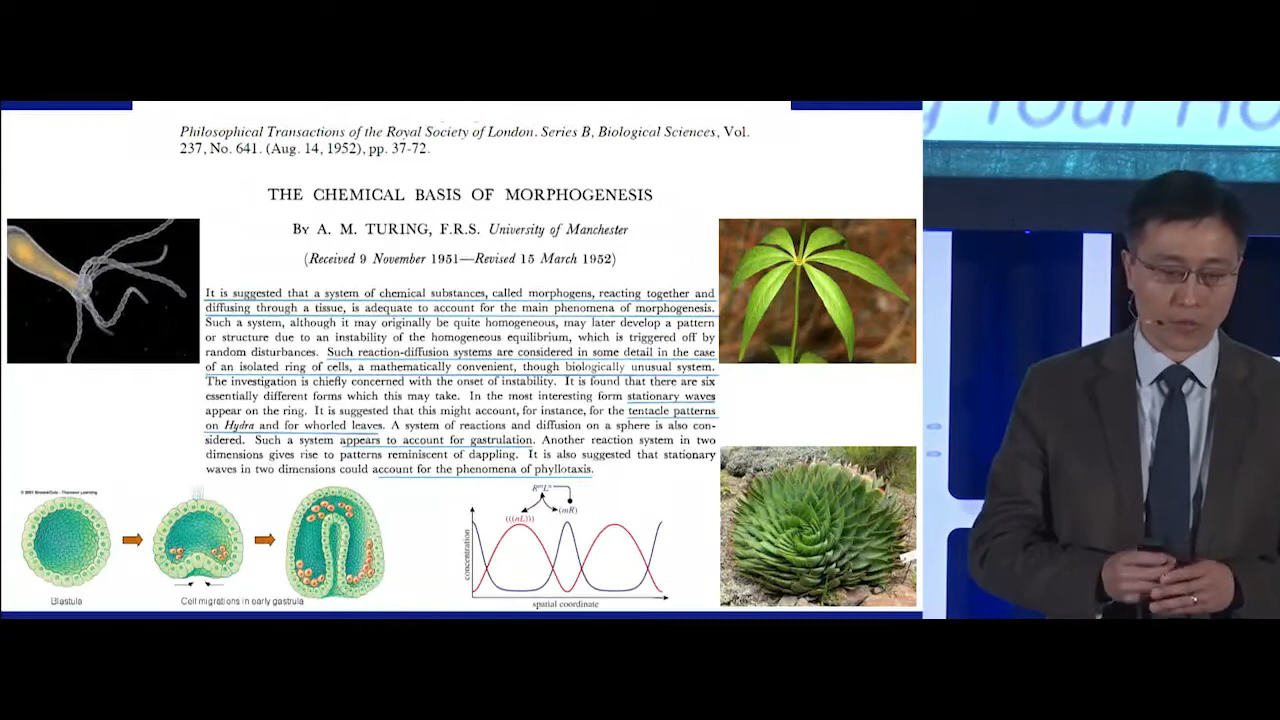 Philosophical Transactions of the Royal Society of London. Series B, Biological Sciences, Vol.
237, No. 641. (Aug. 14, 1952), pp. 37-72.
THE CHEMICAL BASIS OF MORPHOGENESIS
By A. M. TURING, F.R.S. University of Manchester
(Received 9 November 1951—Revised 15 March 1952)
It is suggested that a system of chemical substances, called morphogens, reacting together and
diffusing through a tissue, is adequate to account for the main phenomena of morphogenesis.
Such a system, although it may originally be quite homogeneous, may later develop a pattern
or structure due to an instability of the homogeneous equilibrium, which is triggered off by
random disturbances. Such reaction-diffusion systems are considered in some detail in the case
of an isolated ring of cells, a mathematically convenient, though biologically unusual system.
The investigation is chiefly concerned with the onset of instability. It is found that there are six
essentially different forms which this may take. In the most interesting form stationary waves
appear on the ring. It is suggested that this might account, for instance, for the tentacle patterns
on Hydra and for whorled leaves. A system of reactions and diffusion on a sphere is also con-
sidered. Such a system appears to account for gastrulation. Another reaction system in two
dimensions gives rise to patterns reminiscent of dappling. It is also suggested that stationary
waves in two dimensions could account for the phenomena of phyllotaxis.
Blastula
Cell migrations in early gastrula
(((nL)))
(mR)
concentration
spatial coordinate
Your